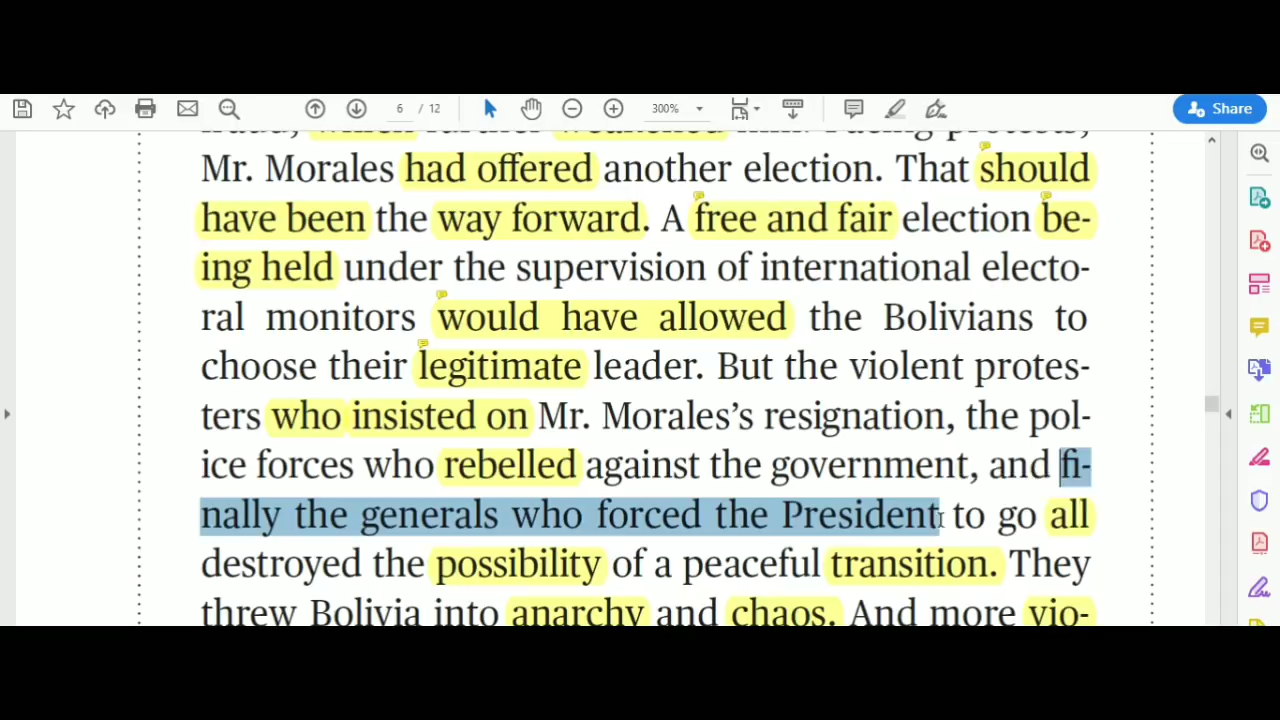 6 / 12
300%
Share
Mr. Morales had offered another election. That should
have been the way forward. A free and fair election be-
ing held under the supervision of international electo-
ral monitors would have allowed the Bolivians to
choose their legitimate leader. But the violent protes-
ters who insisted on Mr. Morales’s resignation, the pol-
ice forces who rebelled against the government, and fi-
nally the generals who forced the President to go all
destroyed the possibility of a peaceful transition. They
threw Bolivia into anarchy and chaos. And more vio-